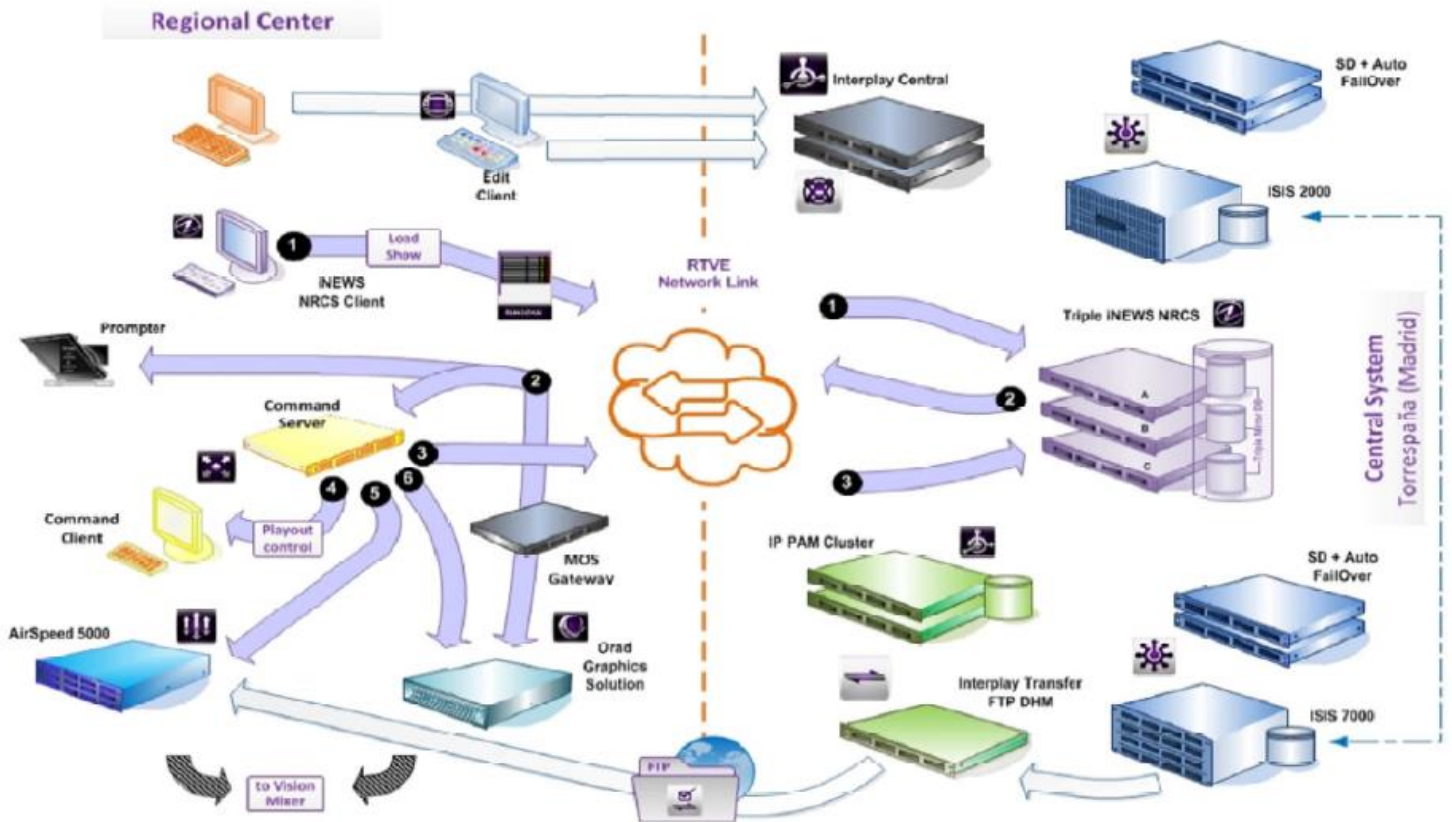 Regional Center
Interplay Central
SD + Auto
FailOver
Edit
Client
ISIS 2000
1
Load
Show
iNEWS
NRCS Client
RTVE
Network Link
1
Triple iNEWS NRCS
Prompter
2
2
A
B
C
Command
Server
3
3
4
5
6
Playout
control
Command
Client
MOS
Gateway
IP PAM Cluster
SD + Auto
FailOver
Central System
Torrespaña (Madrid)
AirSpeed 5000
Orad
Graphics
Solution
Interplay Transfer
FTP DHM
ISIS 7000
FTP
to Vision
Mixer